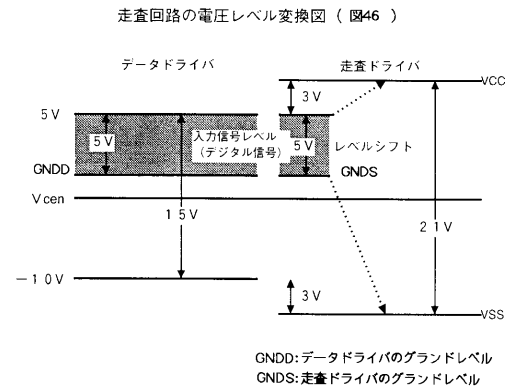 走査回路の電圧レベル変換図（図46）
データドライバ
走査ドライバ
VCC
3V
5V
5V
入力信号レベル
（デジタル信号）
5V
レベルシフト
GNDD
GNDS
Vcen
15V
21V
−10V
3V
VSS
GNDD:データドライバのグランドレベル
GNDS:走査ドライバのグランドレベル